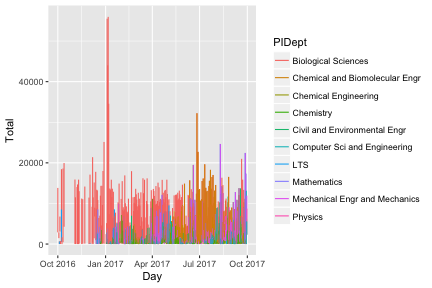 PIDept
Biological Sciences
Chemical and Biomolecular Engr
Chemical Engineering
Chemistry
Civil and Environmental Engr
Computer Sci and Engineering
LTS
Mathematics
Mechanical Engr and Mechanics
Physics
Total
40000
20000
0
Oct 2016 Jan 2017 Apr 2017 Jul 2017 Oct 2017
Day